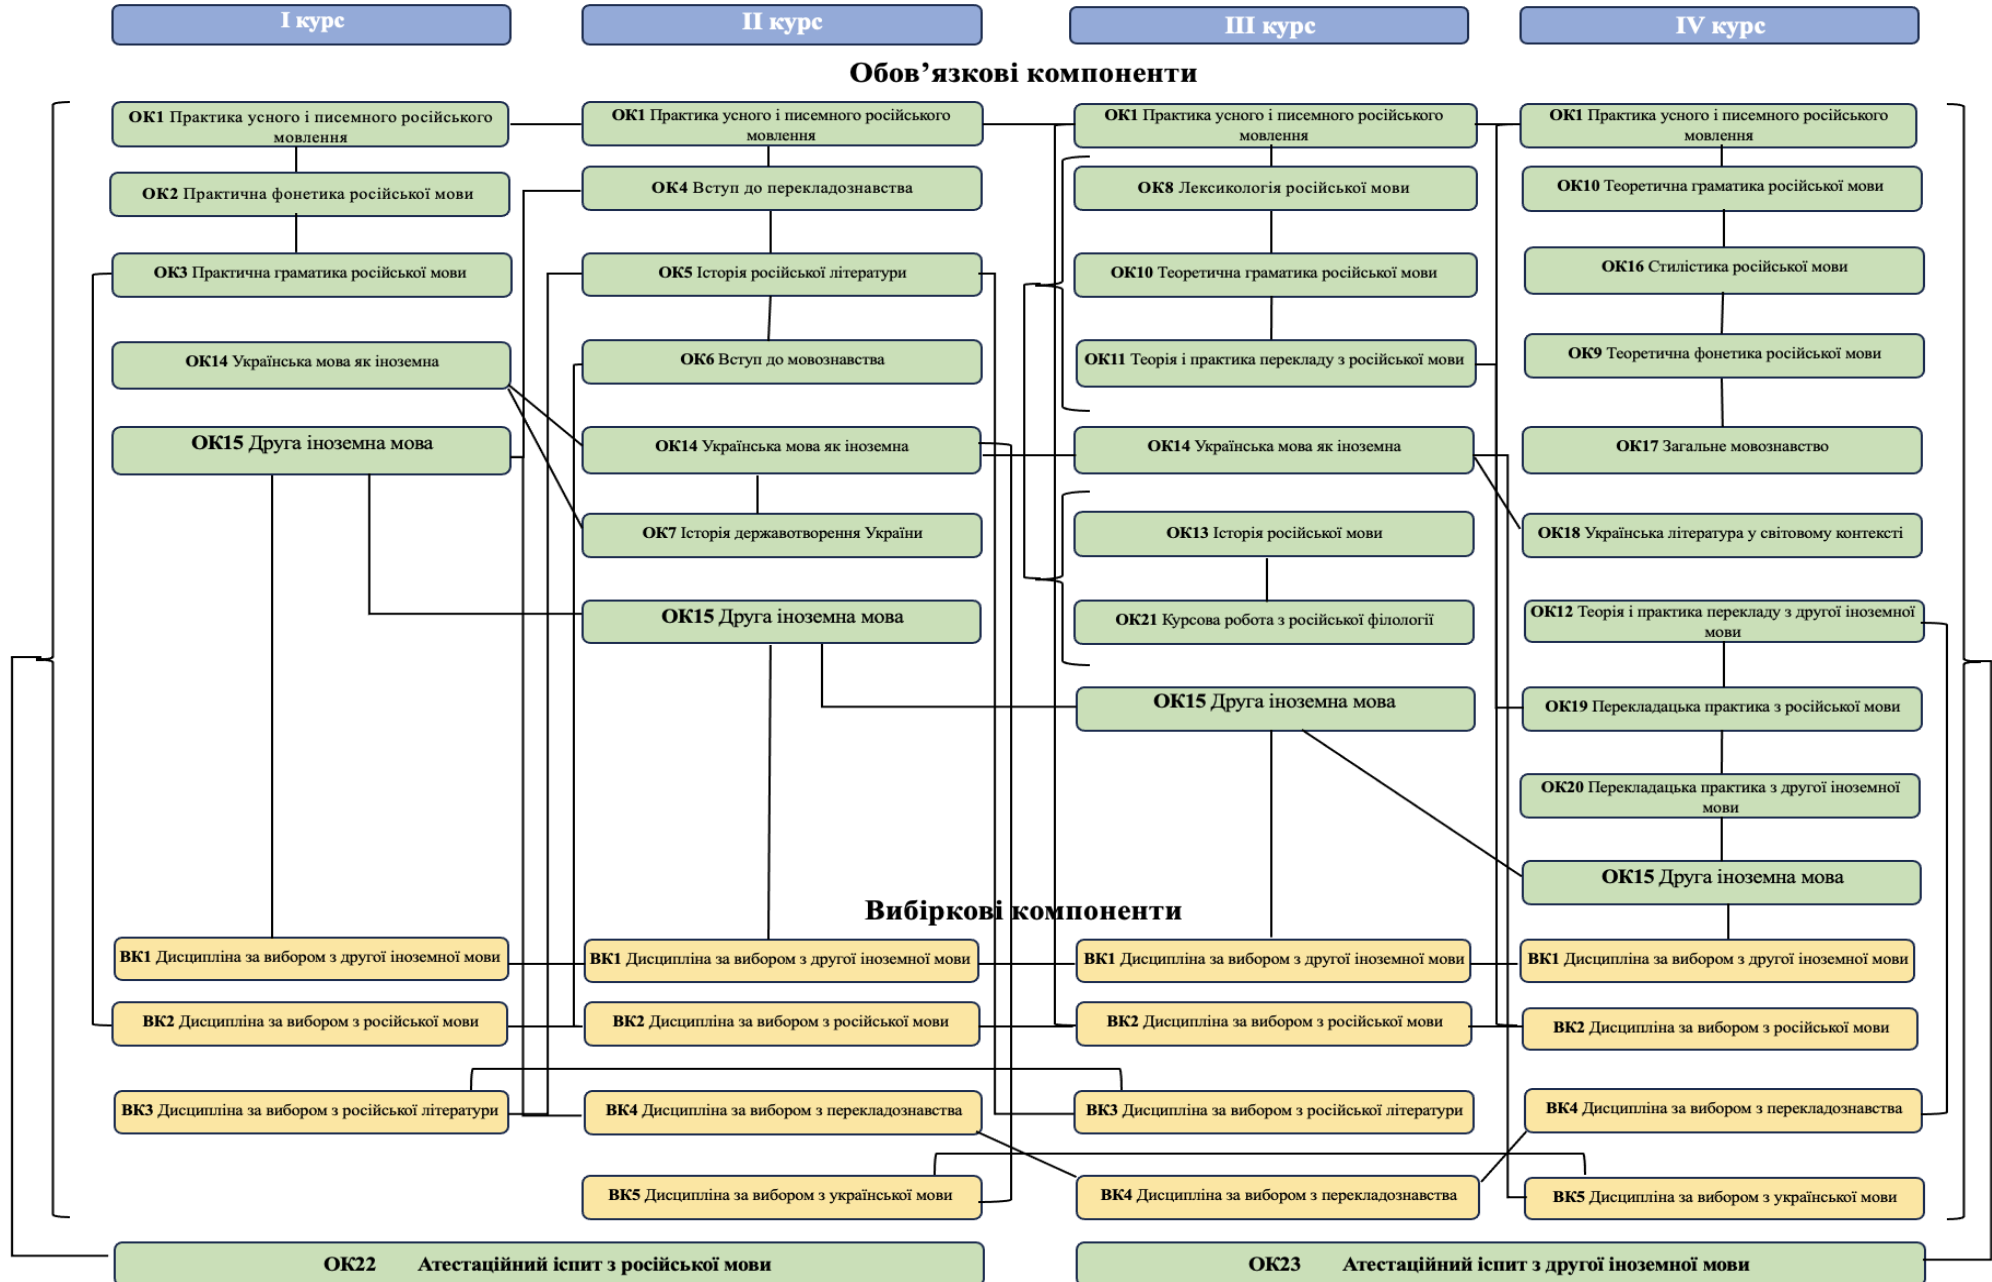 І курс
ІІ курс
ІІІ курс
IV курс
Обов’язкові компоненти
ОК1 Практика усного і писемного російського
мовлення
ОК1 Практика усного і писемного російського
мовлення
ОК1 Практика усного і писемного російського
мовлення
ОК1 Практика усного і писемного російського
мовлення
ОК2 Практична фонетика російської мови
ОК4 Вступ до перекладознавства
ОК8 Лексикологія російської мови
ОК10 Теоретична граматика російської мови
ОК3 Практична граматика російської мови
ОК5 Історія російської літератури
ОК10 Теоретична граматика російської мови
ОК16 Стилістика російської мови
ОК14 Українська мова як іноземна
ОК6 Вступ до мовознавства
ОК11 Теорія і практика перекладу з російської мови
ОК9 Теоретична фонетика російської мови
ОК15 Друга іноземна мова
ОК14 Українська мова як іноземна
ОК14 Українська мова як іноземна
ОК17 Загальне мовознавство
ОК7 Історія державотворення України
ОК13 Історія російської мови
ОК18 Українська література у світовому контексті
ОК15 Друга іноземна мова
ОК21 Курсова робота з російської філології
ОК12 Теорія і практика перекладу з другої іноземної
мови
ОК15 Друга іноземна мова
ОК19 Перекладацька практика з російської мови
ОК20 Перекладацька практика з другої іноземної
мови
ОК15 Друга іноземна мова
Вибіркові компоненти
ВК1 Дисципліна за вибором з другої іноземної мови
ВК1 Дисципліна за вибором з другої іноземної мови
ВК1 Дисципліна за вибором з другої іноземної мови
ВК1 Дисципліна за вибором з другої іноземної мови
ВК2 Дисципліна за вибором з російської мови
ВК2 Дисципліна за вибором з російської мови
ВК2 Дисципліна за вибором з російської мови
ВК2 Дисципліна за вибором з російської мови
ВК3 Дисципліна за вибором з російської літератури
ВК4 Дисципліна за вибором з перекладознавства
ВК3 Дисципліна за вибором з російської літератури
ВК4 Дисципліна за вибором з перекладознавства
ВК5 Дисципліна за вибором з української мови
ВК4 Дисципліна за вибором з перекладознавства
ВК5 Дисципліна за вибором з української мови
ОК22 Атестаційний іспит з російської мови
ОК23 Атестаційний іспит з другої іноземної мови